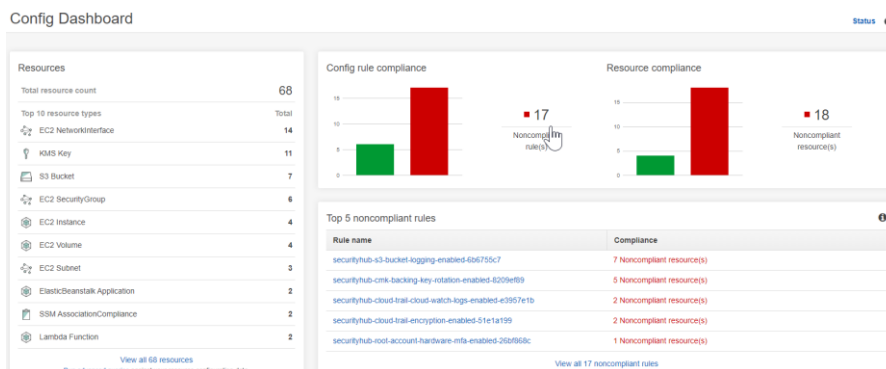 Config Dashboard
Status
Resources
Total resource count 68
Top 10 resource types Total
EC2 NetworkInterface 14
KMS Key 11
S3 Bucket 7
EC2 SecurityGroup 6
EC2 Instance 4
EC2 Volume 4
EC2 Subnet 3
ElasticBeanstalk Application 2
SSM AssociationCompliance 2
Lambda Function 2
View all 68 resources
Config rule compliance
15
10
5
0
17
Noncompliant
rule(s)
Resource compliance
15
10
5
0
18
Noncompliant
resource(s)
Top 5 noncompliant rules
Rule name Compliance
securityhub-s3-bucket-logging-enabled-6b6755c7 7 Noncompliant resource(s)
securityhub-cmk-backing-key-rotation-enabled-8209ef89 5 Noncompliant resource(s)
securityhub-cloud-trail-cloud-watch-logs-enabled-e3957e1b 2 Noncompliant resource(s)
securityhub-cloud-trail-encryption-enabled-51e1a199 2 Noncompliant resource(s)
securityhub-root-account-hardware-mfa-enabled-26bf868c 1 Noncompliant resource(s)
View all 17 noncompliant rules